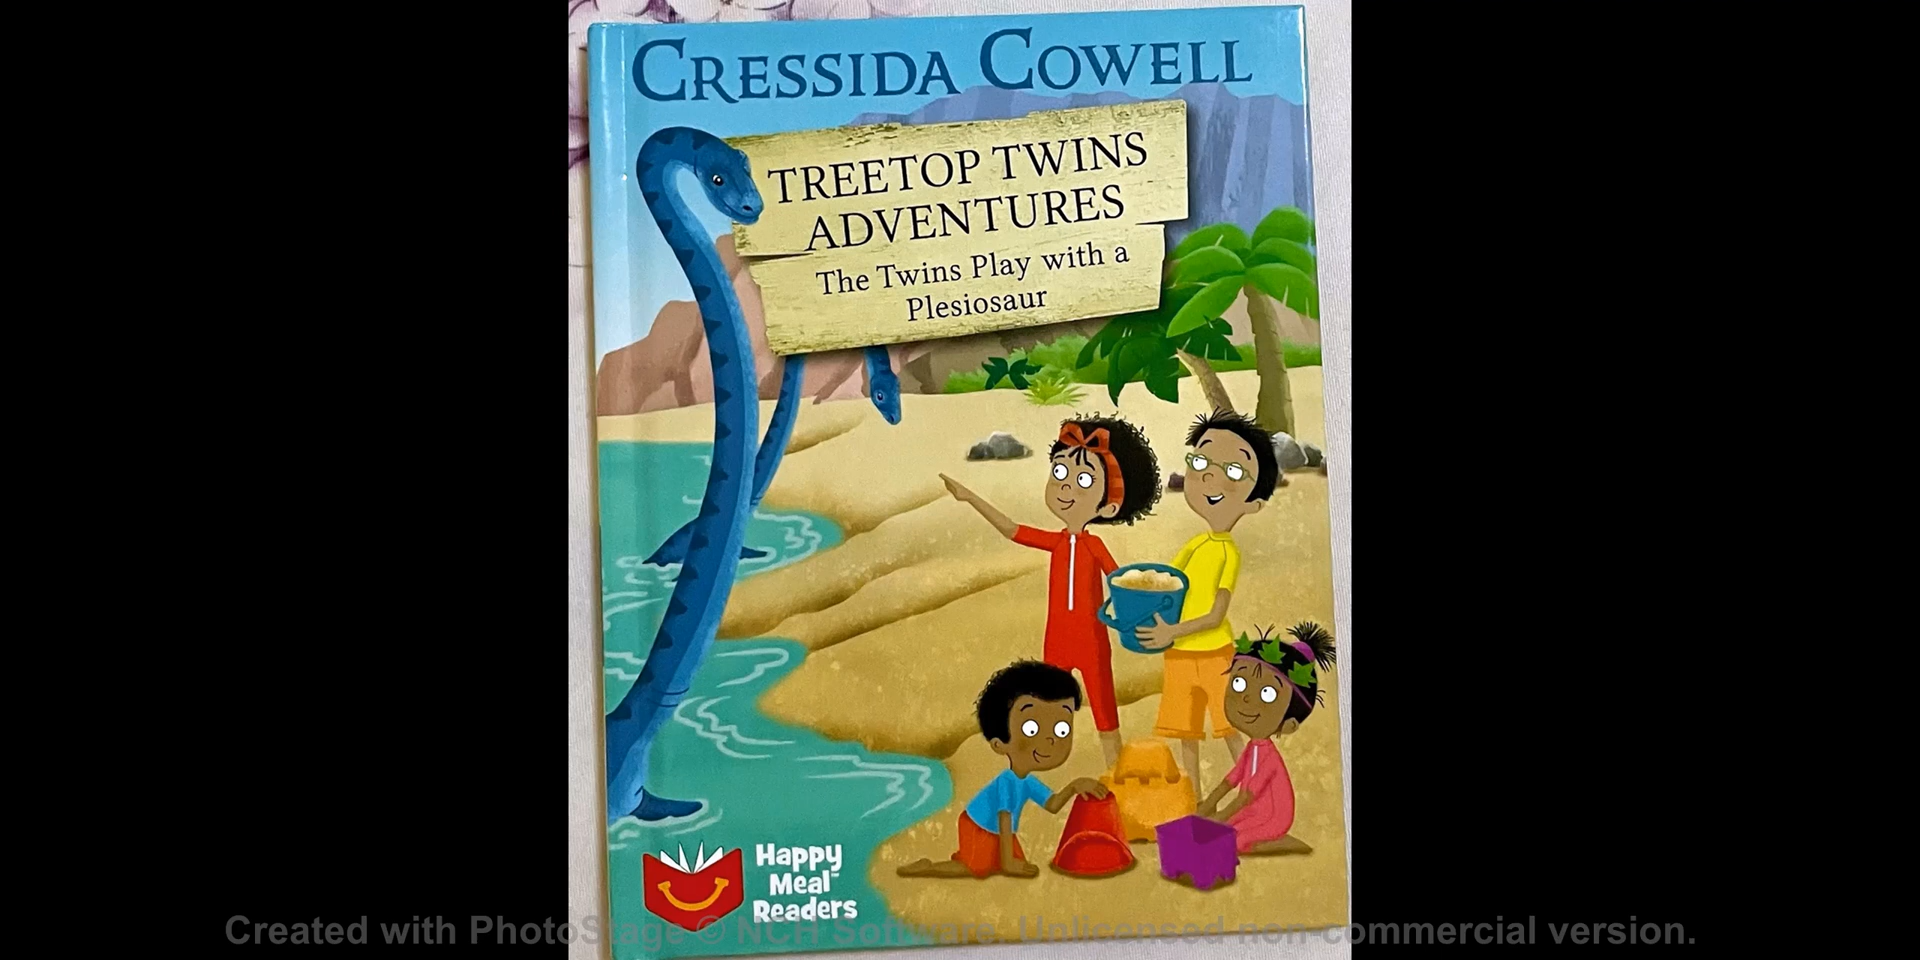 CRESSIDA COWELL
TREETOP TWINS
ADVENTURES
The Twins Play with a
Plesiosaur
Happy
Meal™
Readers
Created with PhotoStage © NCH Software. Unlicensed non-commercial version.